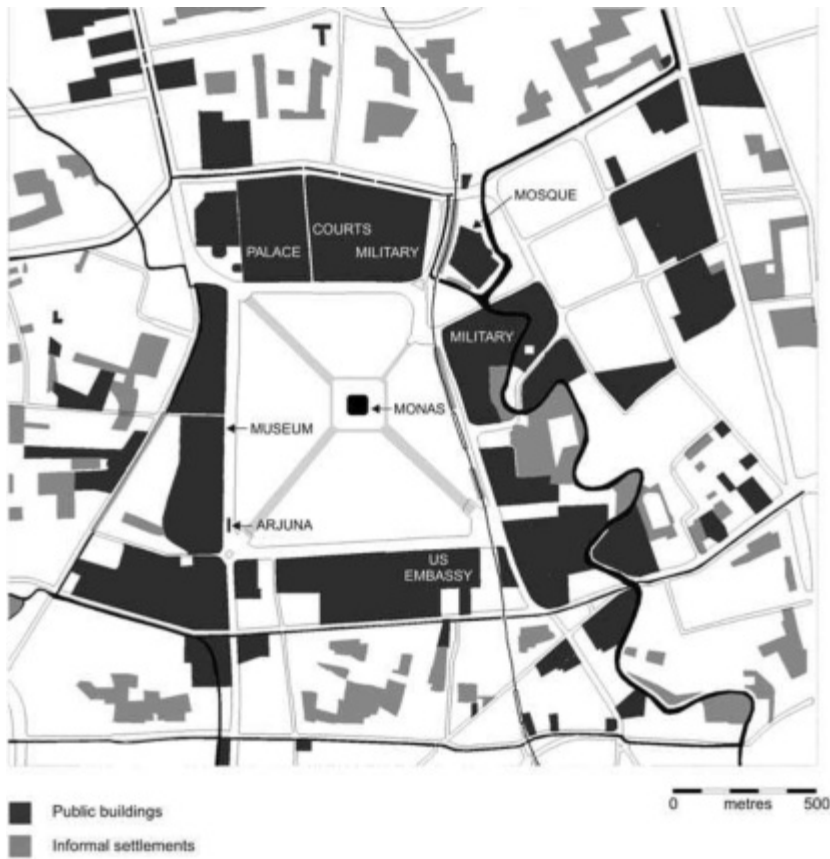 MOSQUE
COURTS
PALACE
MILITARY
MILITARY
MONAS
MUSEUM
ARJUNA
US
EMBASSY
0 metres 500
Public buildings
Informal settlements